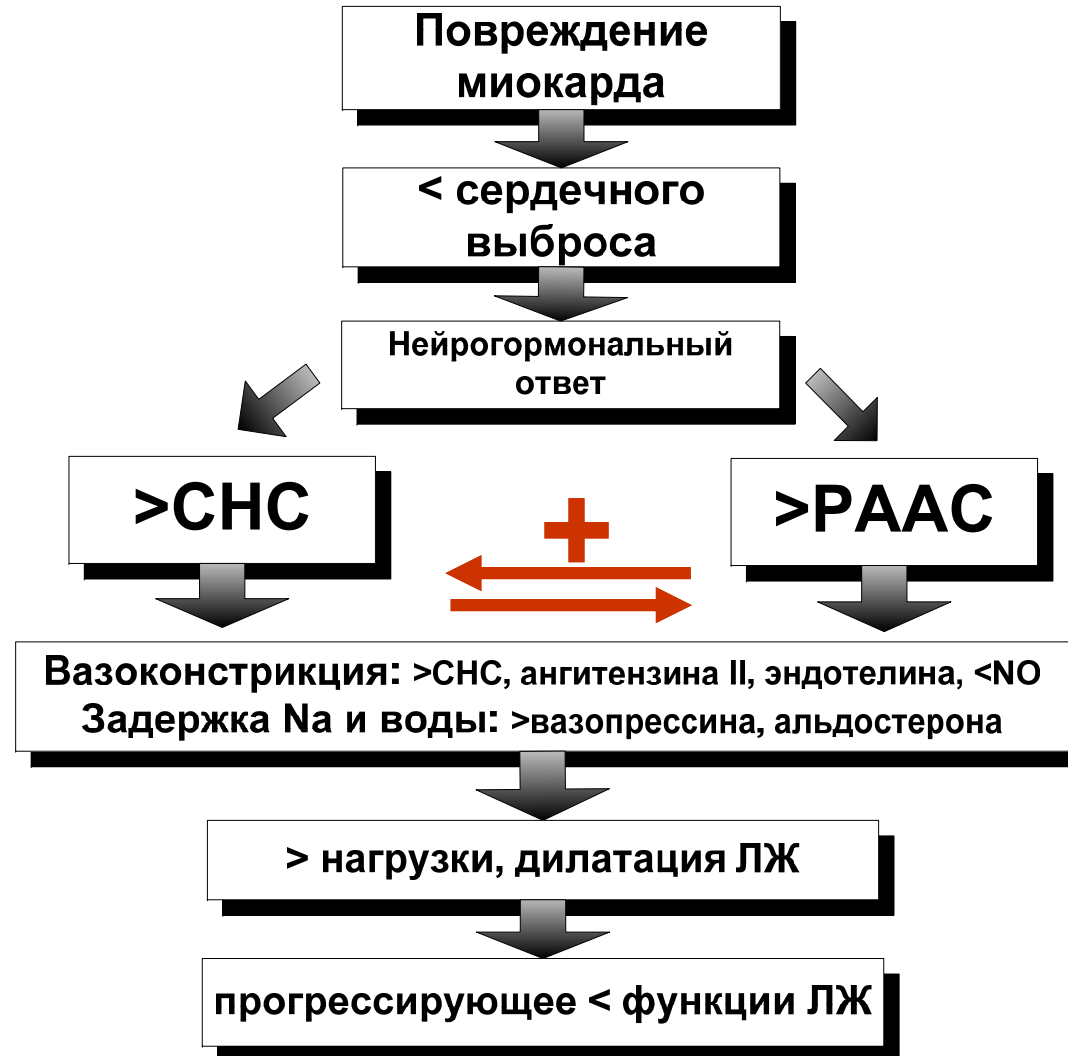 Повреждение
миокарда
< сердечного
выброса
Нейрогормональный
ответ
>СНС
>РААС
+
Вазоконстрикция: >СНС, ангитензина II, эндотелина, <NO
Задержка Na и воды: >вазопрессина, альдостерона
> нагрузки, дилатация ЛЖ
прогрессирующее < функции ЛЖ